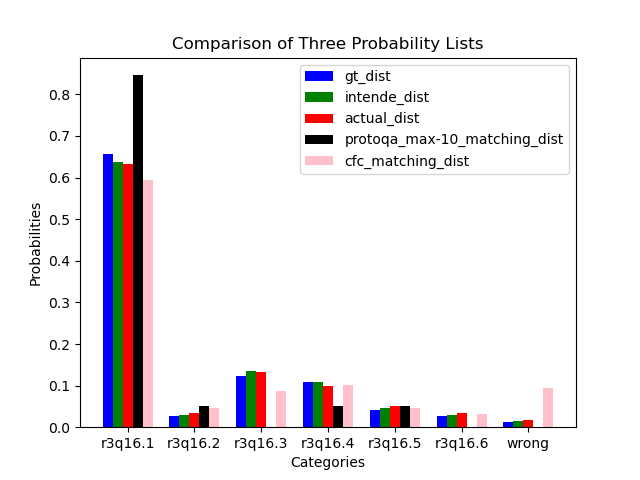 Comparison of Three Probability Lists
gt_dist
intende_dist
actual_dist
protoqa_max-10_matching_dist
cfc_matching_dist
Probabilities
0.8
0.7
0.6
0.5
0.4
0.3
0.2
0.1
0.0
r3q16.1 r3q16.2 r3q16.3 r3q16.4 r3q16.5 r3q16.6 wrong
Categories